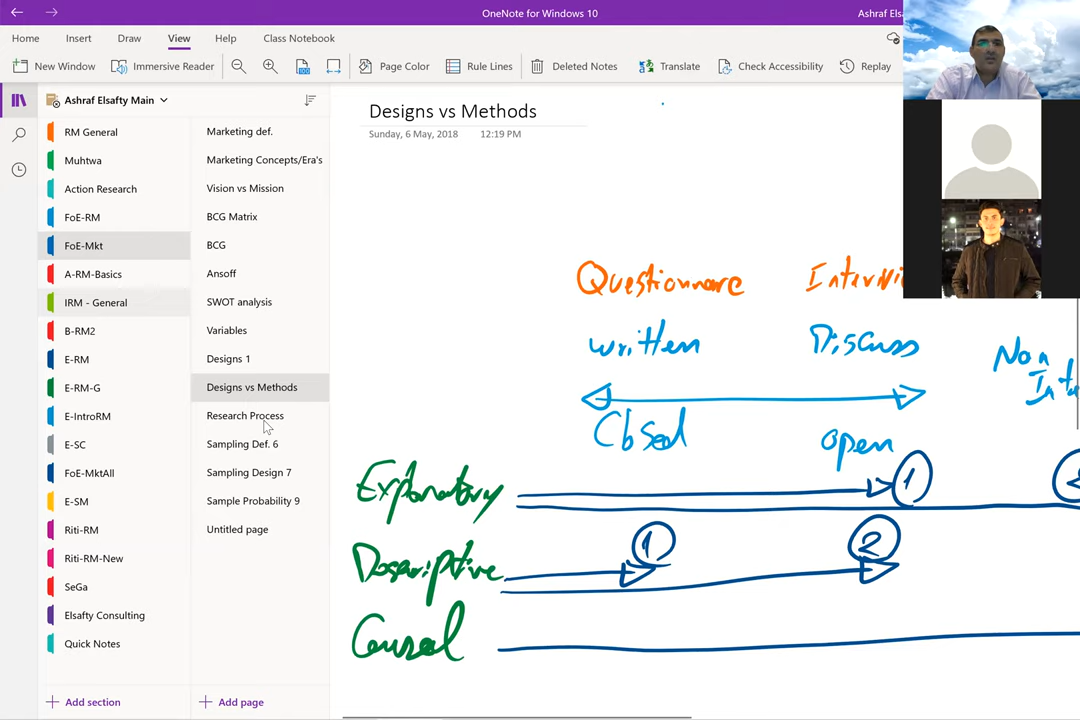 OneNote for Windows 10
Ashraf Elsa
Home Insert Draw View Help Class Notebook
New Window Immersive Reader Page Color Rule Lines Deleted Notes Translate Check Accessibility Replay
Ashraf Elsafty Main
RM General
Muhtwa
Action Research
FoE-RM
FoE-Mkt
A-RM-Basics
IRM - General
B-RM2
E-RM
E-RM-G
E-IntroRM
E-SC
FoE-MktAll
E-SM
Riti-RM
Riti-RM-New
SeGa
Elsafty Consulting
Quick Notes
Add section
Marketing def.
Marketing Concepts/Era's
Vision vs Mission
BCG Matrix
BCG
Ansoff
SWOT analysis
Variables
Designs 1
Designs vs Methods
Research Process
Sampling Def. 6
Sampling Design 7
Sample Probability 9
Untitled page
Add page
Designs vs Methods
Sunday, 6 May, 2018 12:19 PM
Questionnare
written Discuss
Non
Closed open
Exploratory 1
Descriptive 1 2
Causal